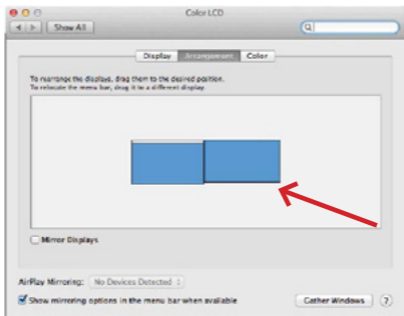 Color LCD
Show All
Display Arrangement Color
To rearrange the displays, drag them to the desired position.
To relocate the menu bar, drag it to a different display.
Mirror Displays
AirPlay Mirroring: No Devices Detected
Show mirroring options in the menu bar when available
Gather Windows ?